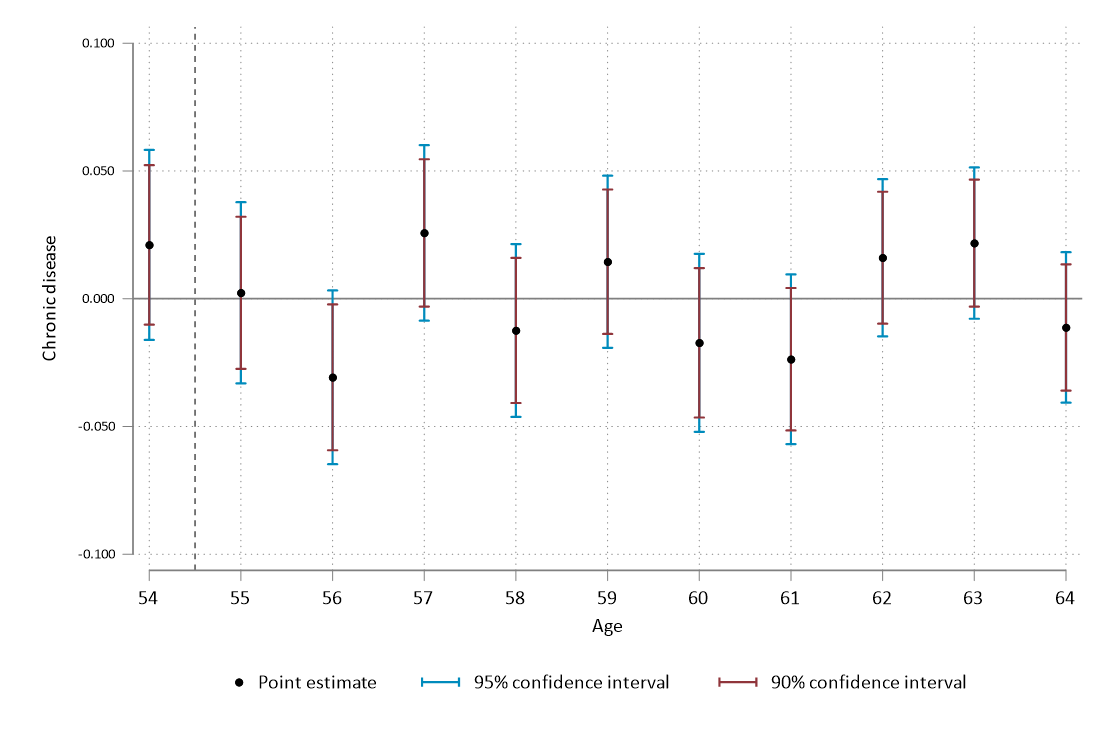 0.100
0.050
0.000
-0.050
-0.100
Chronic disease
54 55 56 57 58 59 60 61 62 63 64
Age
Point estimate 95% confidence interval 90% confidence interval